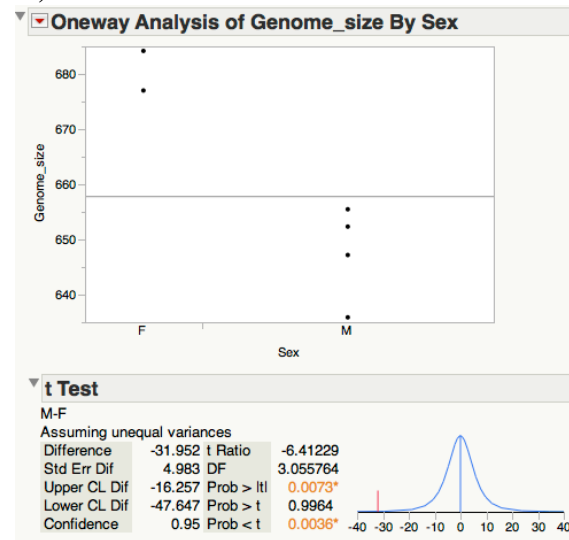 Oneway Analysis of Genome_size By Sex
680
670
660
650
640
Genome_size
F M
Sex
t Test
M-F
Assuming unequal variances
Difference -31.952 t Ratio -6.41229
Std Err Dif 4.983 DF 3.055764
Upper CL Dif -16.257 Prob > |t| 0.0073*
Lower CL Dif -47.647 Prob > t 0.9964
Confidence 0.95 Prob < t 0.0036*
-40 -30 -20 -10 0 10 20 30 40